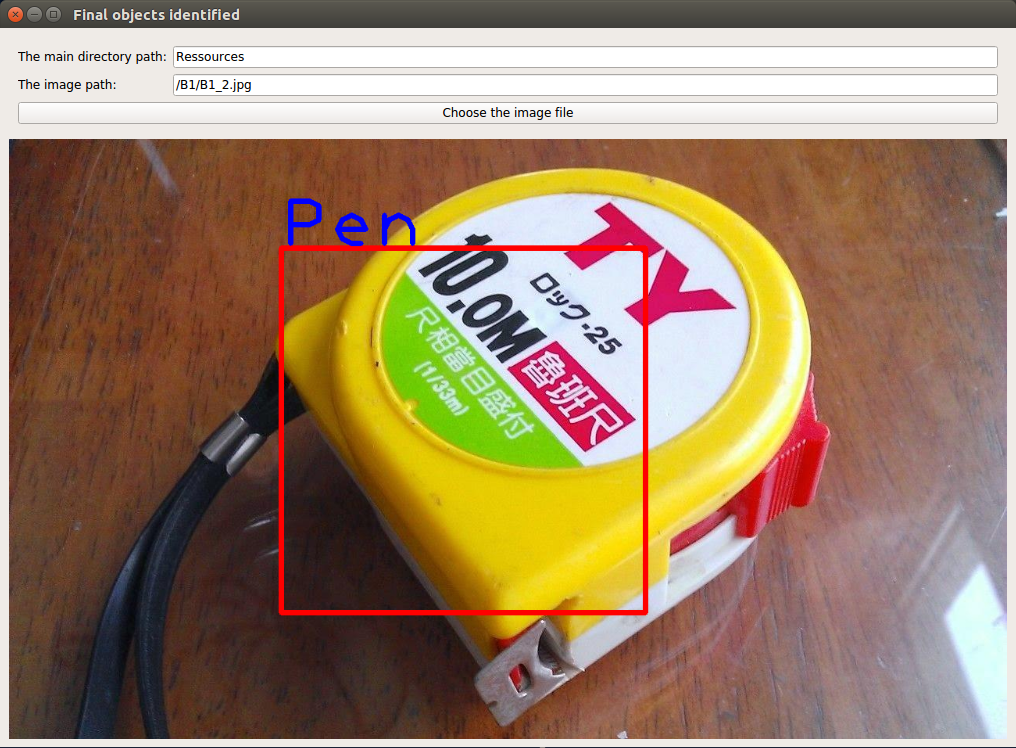 Final objects identified
The main directory path: Ressources
The image path: /B1/B1_2.jpg
Choose the image file
Pen
TY
10.0M
ロック-25
魯班尺
尺相當目盛付
(1/33m)